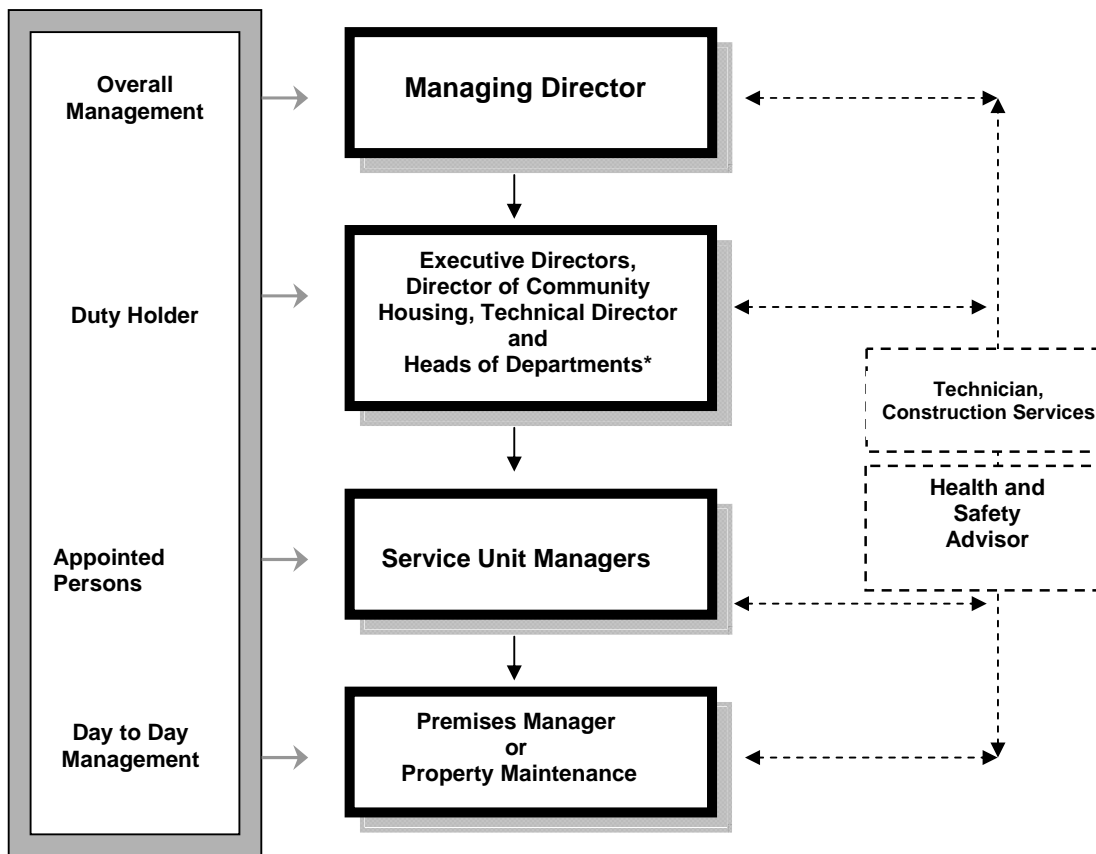 Overall
Management
Managing Director
Duty Holder
Executive Directors,
Director of Community
Housing, Technical Director
and
Heads of Departments*
Technician,
Construction Services
Health and
Safety
Advisor
Appointed
Persons
Service Unit Managers
Day to Day
Management
Premises Manager
or
Property Maintenance